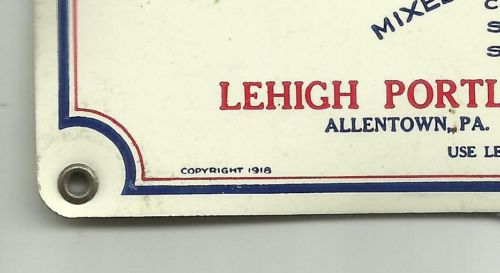 MIXED
C
S
S
LEHIGH PORTL
ALLENTOWN, PA.
USE LE
COPYRIGHT 1918